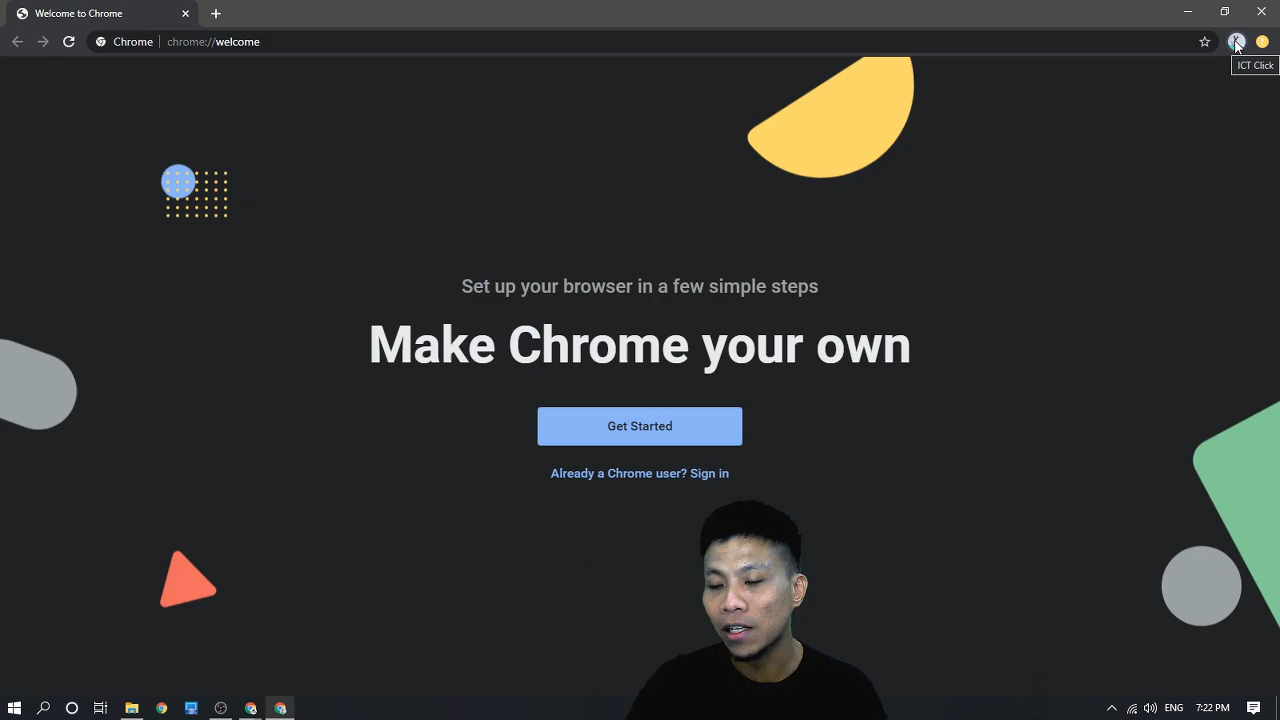 Welcome to Chrome
Chrome
chrome://welcome
ICT Click
Set up your browser in a few simple steps
Make Chrome your own
Get Started
Already a Chrome user? Sign in
ENG
7:22 PM